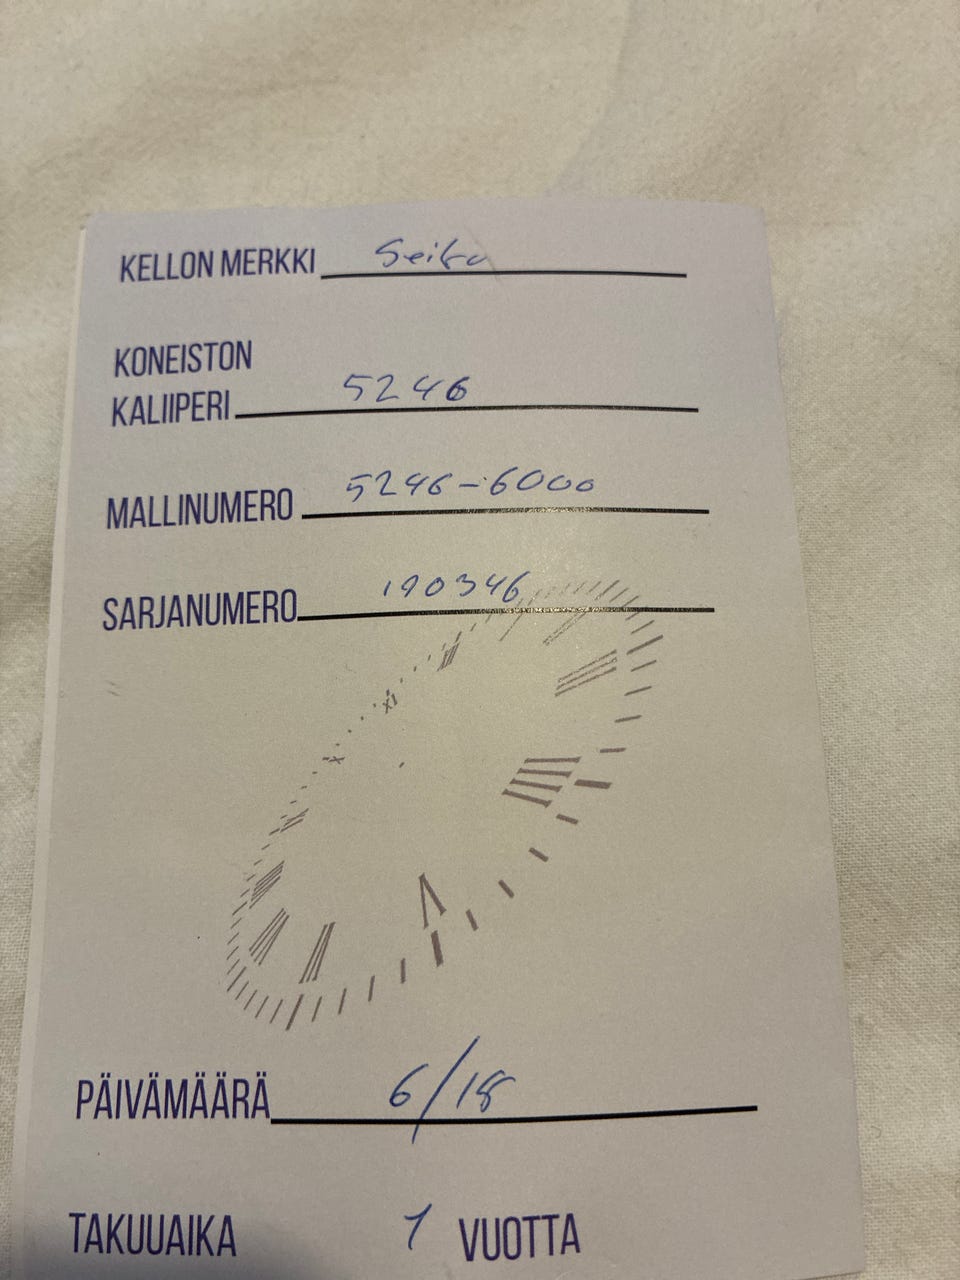 KELLON MERKKI Seiko
KONEISTON
KALIIPERI 5246
MALLINUMERO 5246-6000
SARJANUMERO 190346
PÄIVÄMÄÄRÄ 6/18
TAKUUAIKA 1 VUOTTA